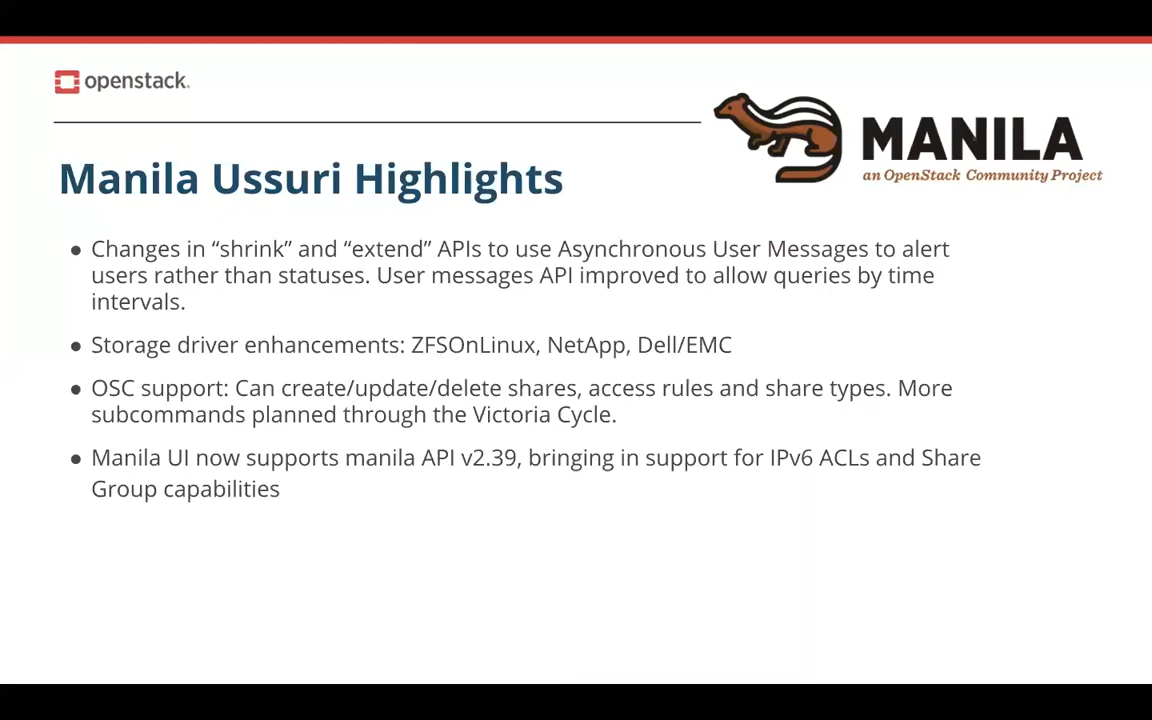 openstack.
MANILA
an OpenStack Community Project
Manila Ussuri Highlights
● Changes in “shrink” and “extend” APIs to use Asynchronous User Messages to alert
users rather than statuses. User messages API improved to allow queries by time
intervals.
● Storage driver enhancements: ZFSOnLinux, NetApp, Dell/EMC
● OSC support: Can create/update/delete shares, access rules and share types. More
subcommands planned through the Victoria Cycle.
● Manila UI now supports manila API v2.39, bringing in support for IPv6 ACLs and Share
Group capabilities